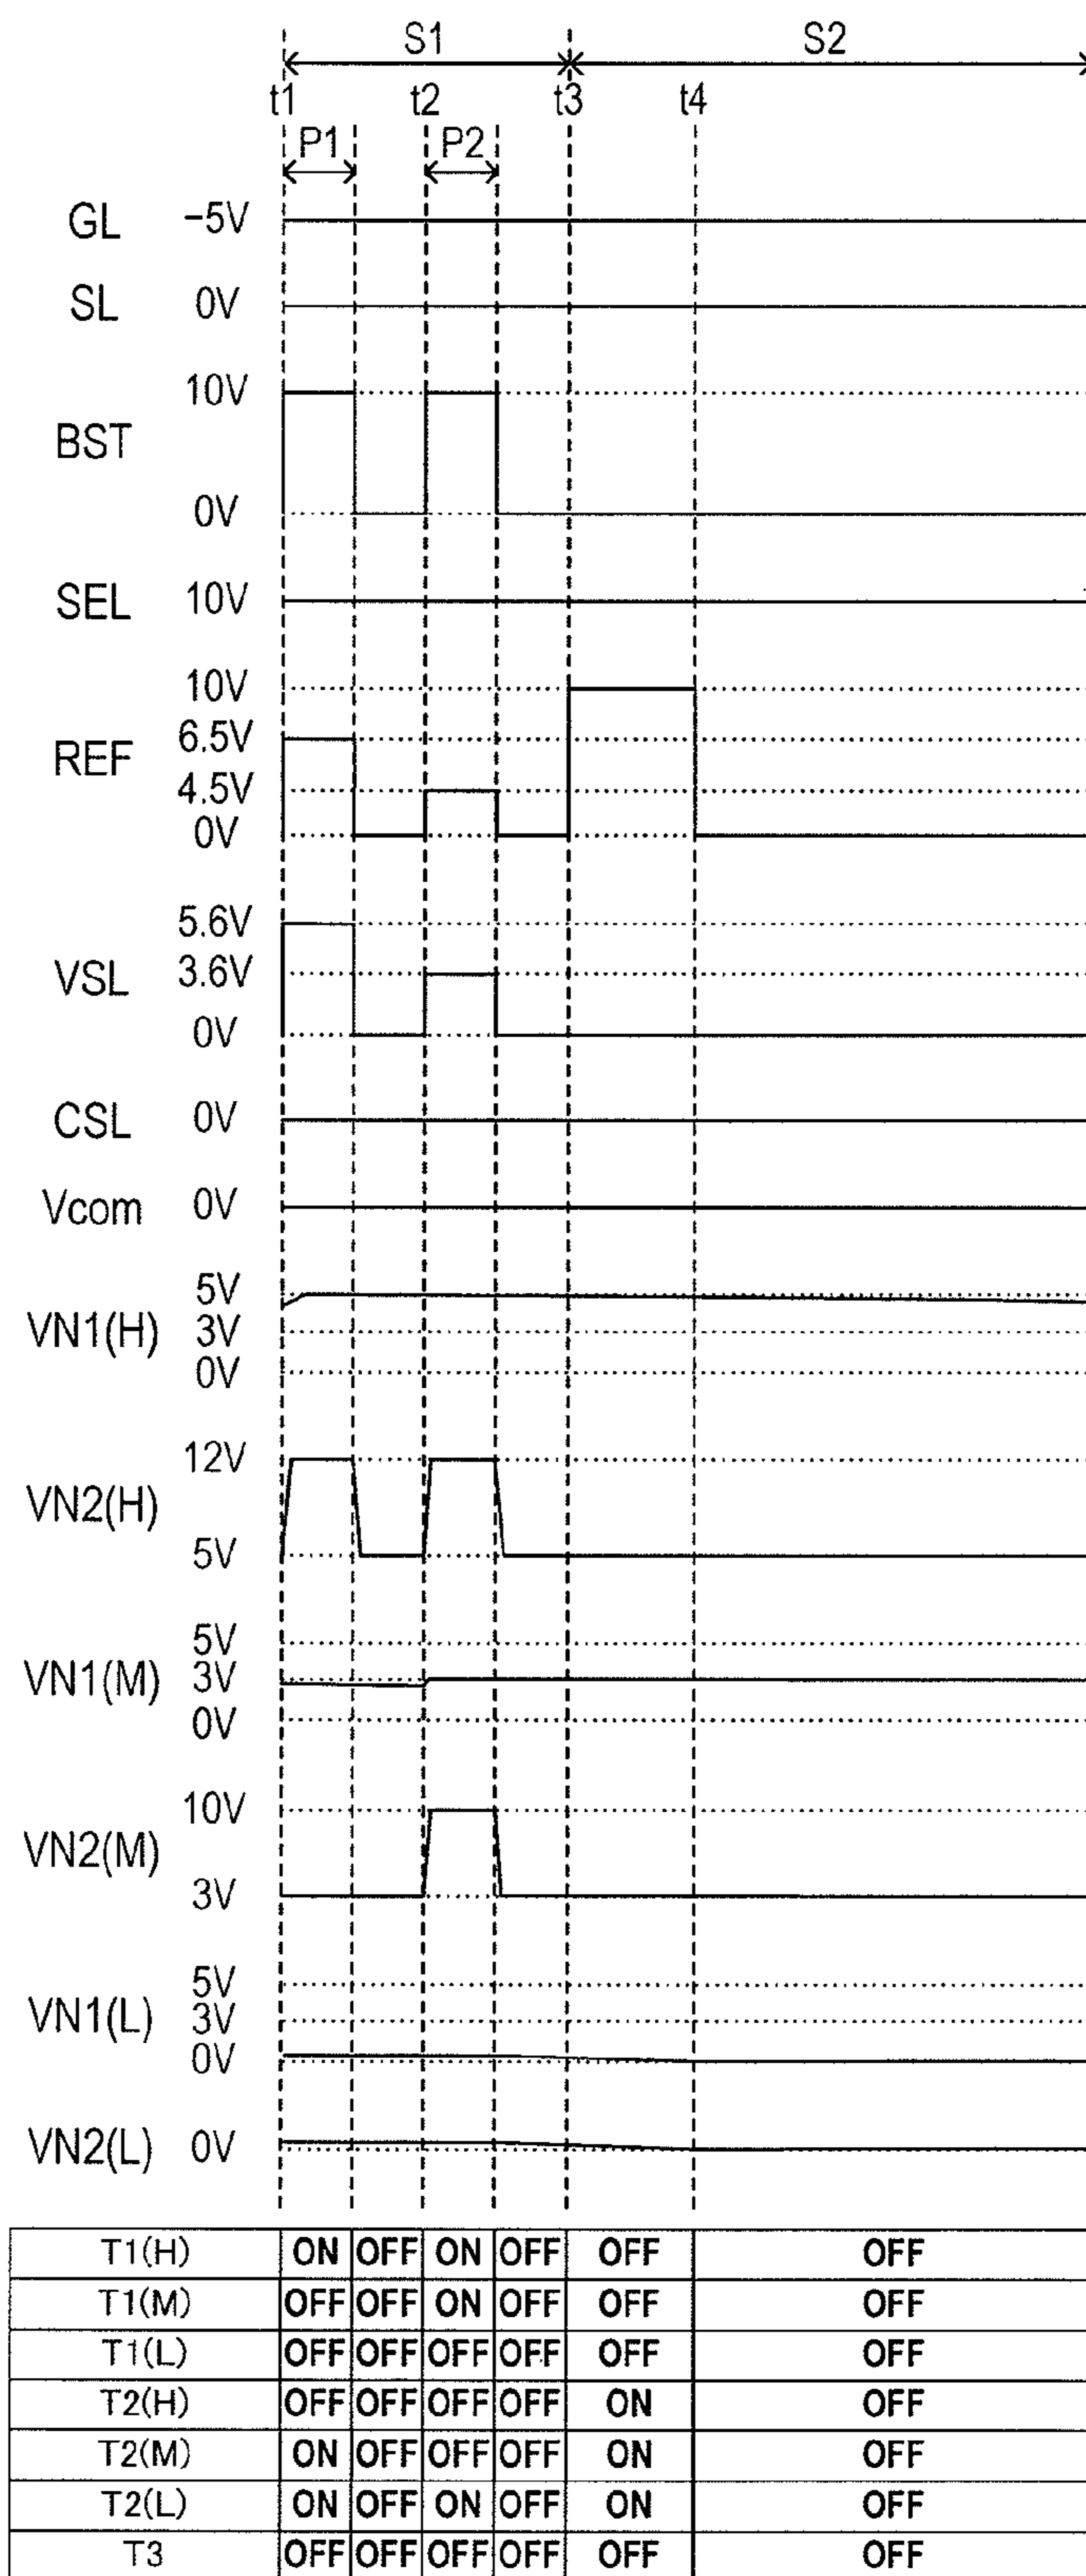 S1 S2
t1 t2 t3 t4
P1 P2
GL -5V
SL 0V
10V
BST
0V
SEL 10V
10V
6.5V
REF
4.5V
0V
5.6V
VSL 3.6V
0V
CSL 0V
Vcom 0V
5V
VN1(H) 3V
0V
12V
VN2(H)
5V
5V
VN1(M) 3V
0V
10V
VN2(M)
3V
5V
VN1(L) 3V
0V
VN2(L) 0V
T1(H) ON OFF ON OFF OFF OFF
T1(M) OFF OFF ON OFF OFF OFF
T1(L) OFF OFF OFF OFF OFF OFF
T2(H) OFF OFF OFF OFF ON OFF
T2(M) ON OFF OFF OFF ON OFF
T2(L) ON OFF ON OFF ON OFF
T3 OFF OFF OFF OFF OFF OFF